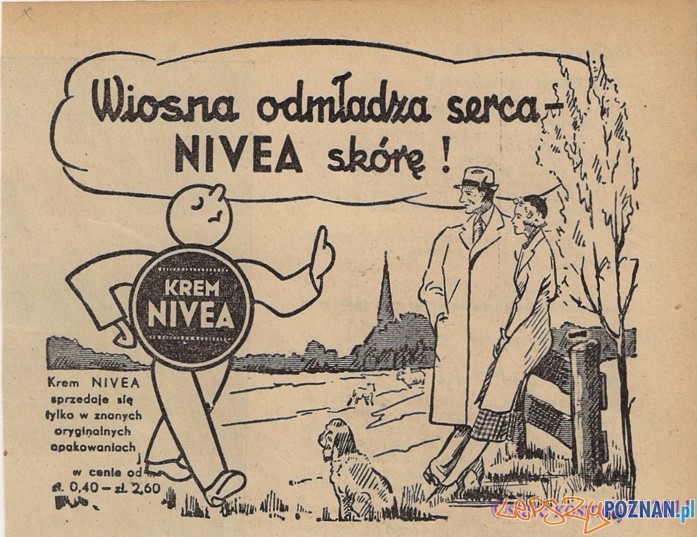 Wiosna odmładza serca –
NIVEA skórę !
KREM
NIVEA
Krem NIVEA
sprzedaje się
tylko w znanych
oryginalnych
opakowaniach
w cenie od
zł. 0,40 – zł. 2,60
LEPSZY POZNAN.pl